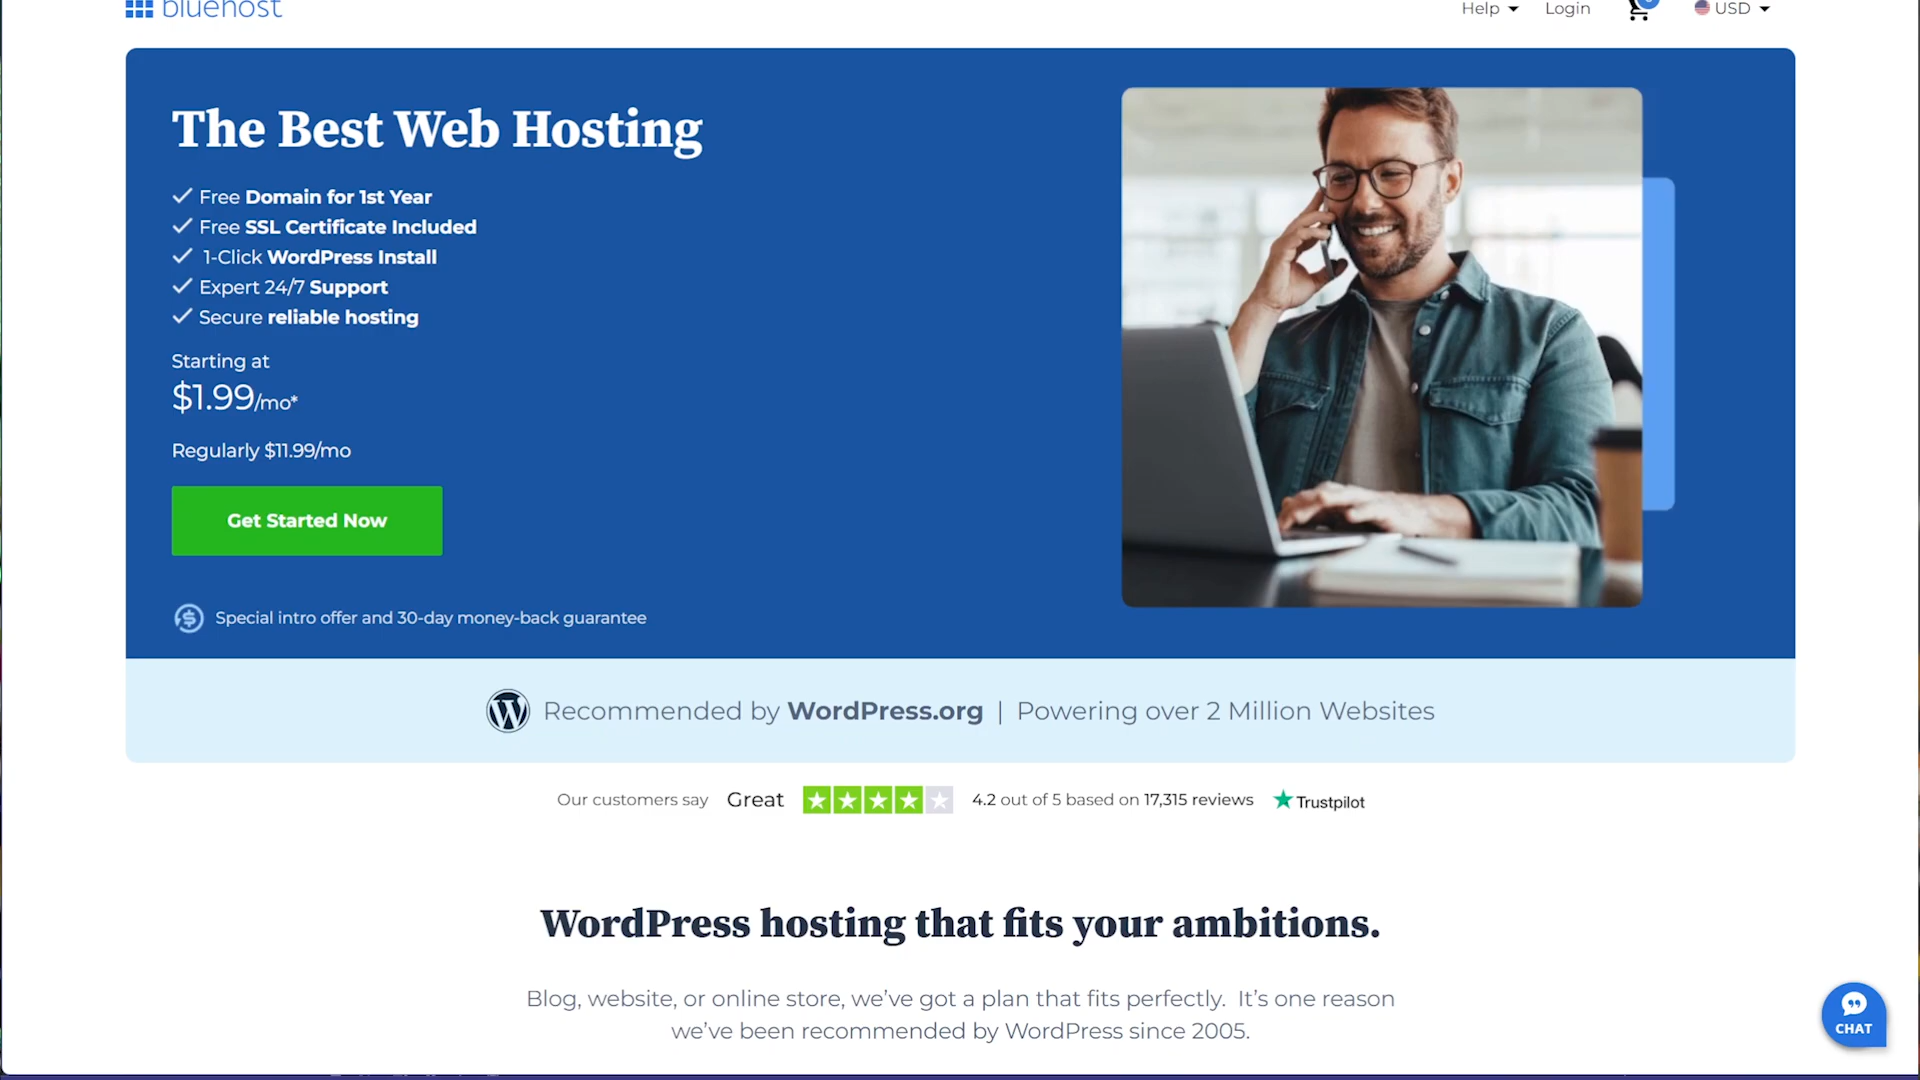 bluehost
Help
Login
USD
The Best Web Hosting
Free Domain for 1st Year
Free SSL Certificate Included
1-Click WordPress Install
Expert 24/7 Support
Secure reliable hosting
Starting at
$1.99/mo*
Regularly $11.99/mo
Get Started Now
Special intro offer and 30-day money-back guarantee
Recommended by WordPress.org | Powering over 2 Million Websites
Our customers say Great 4.2 out of 5 based on 17,315 reviews Trustpilot
WordPress hosting that fits your ambitions.
Blog, website, or online store, we’ve got a plan that fits perfectly. It’s one reason
we’ve been recommended by WordPress since 2005.
CHAT